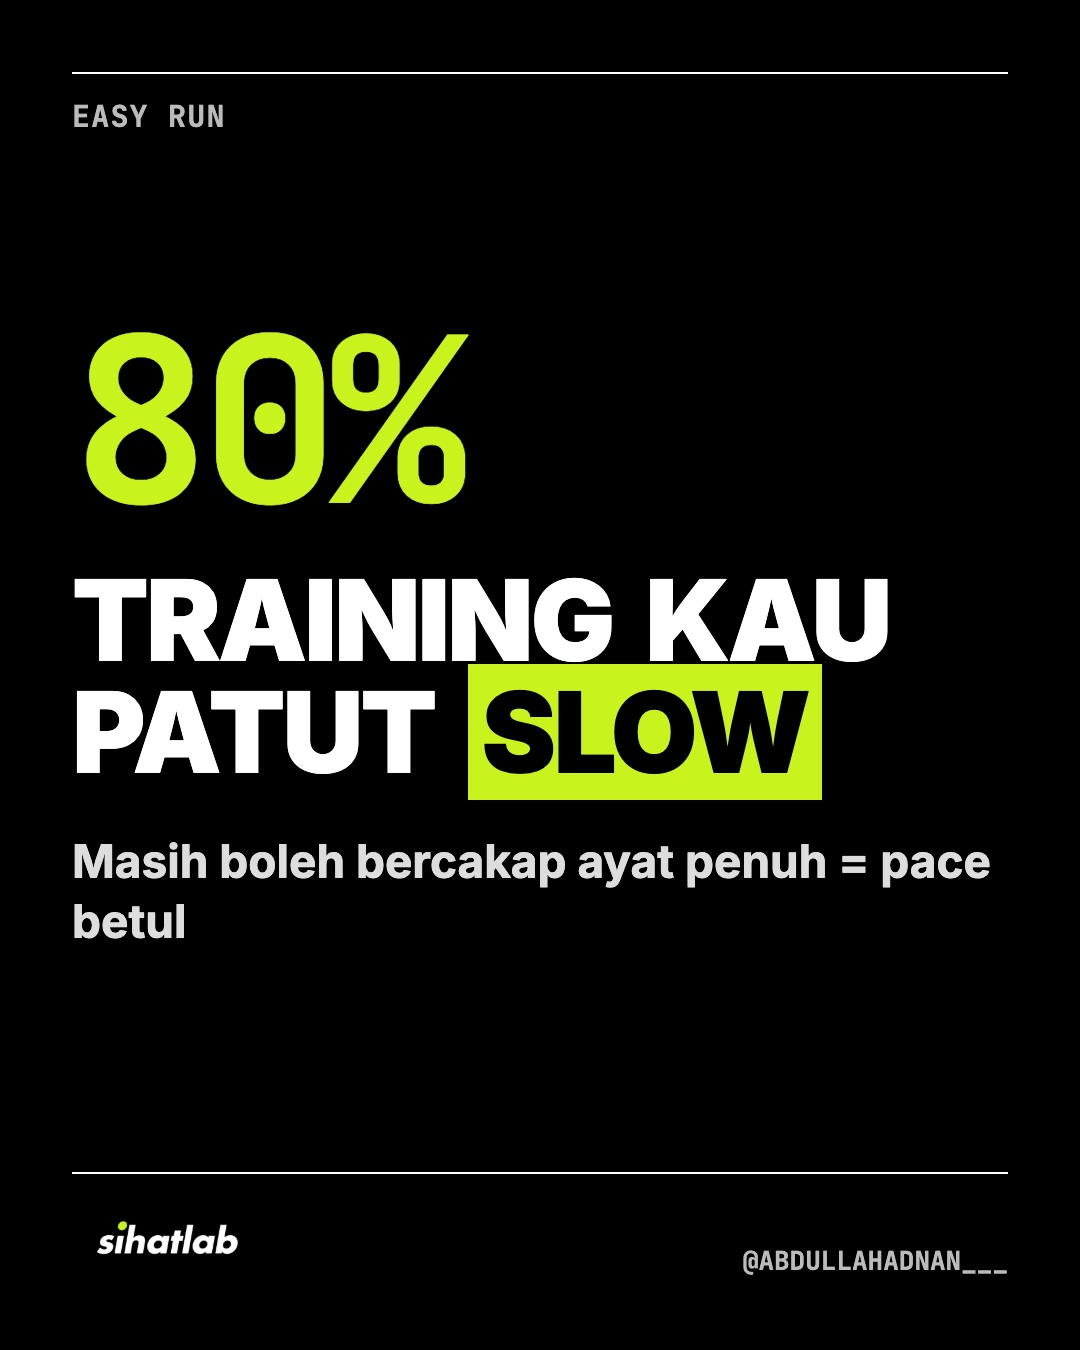 EASY RUN
80%
TRAINING KAU
PATUT SLOW
Masih boleh bercakap ayat penuh = pace
betul
sihatlab
@ABDULLAHADNAN___